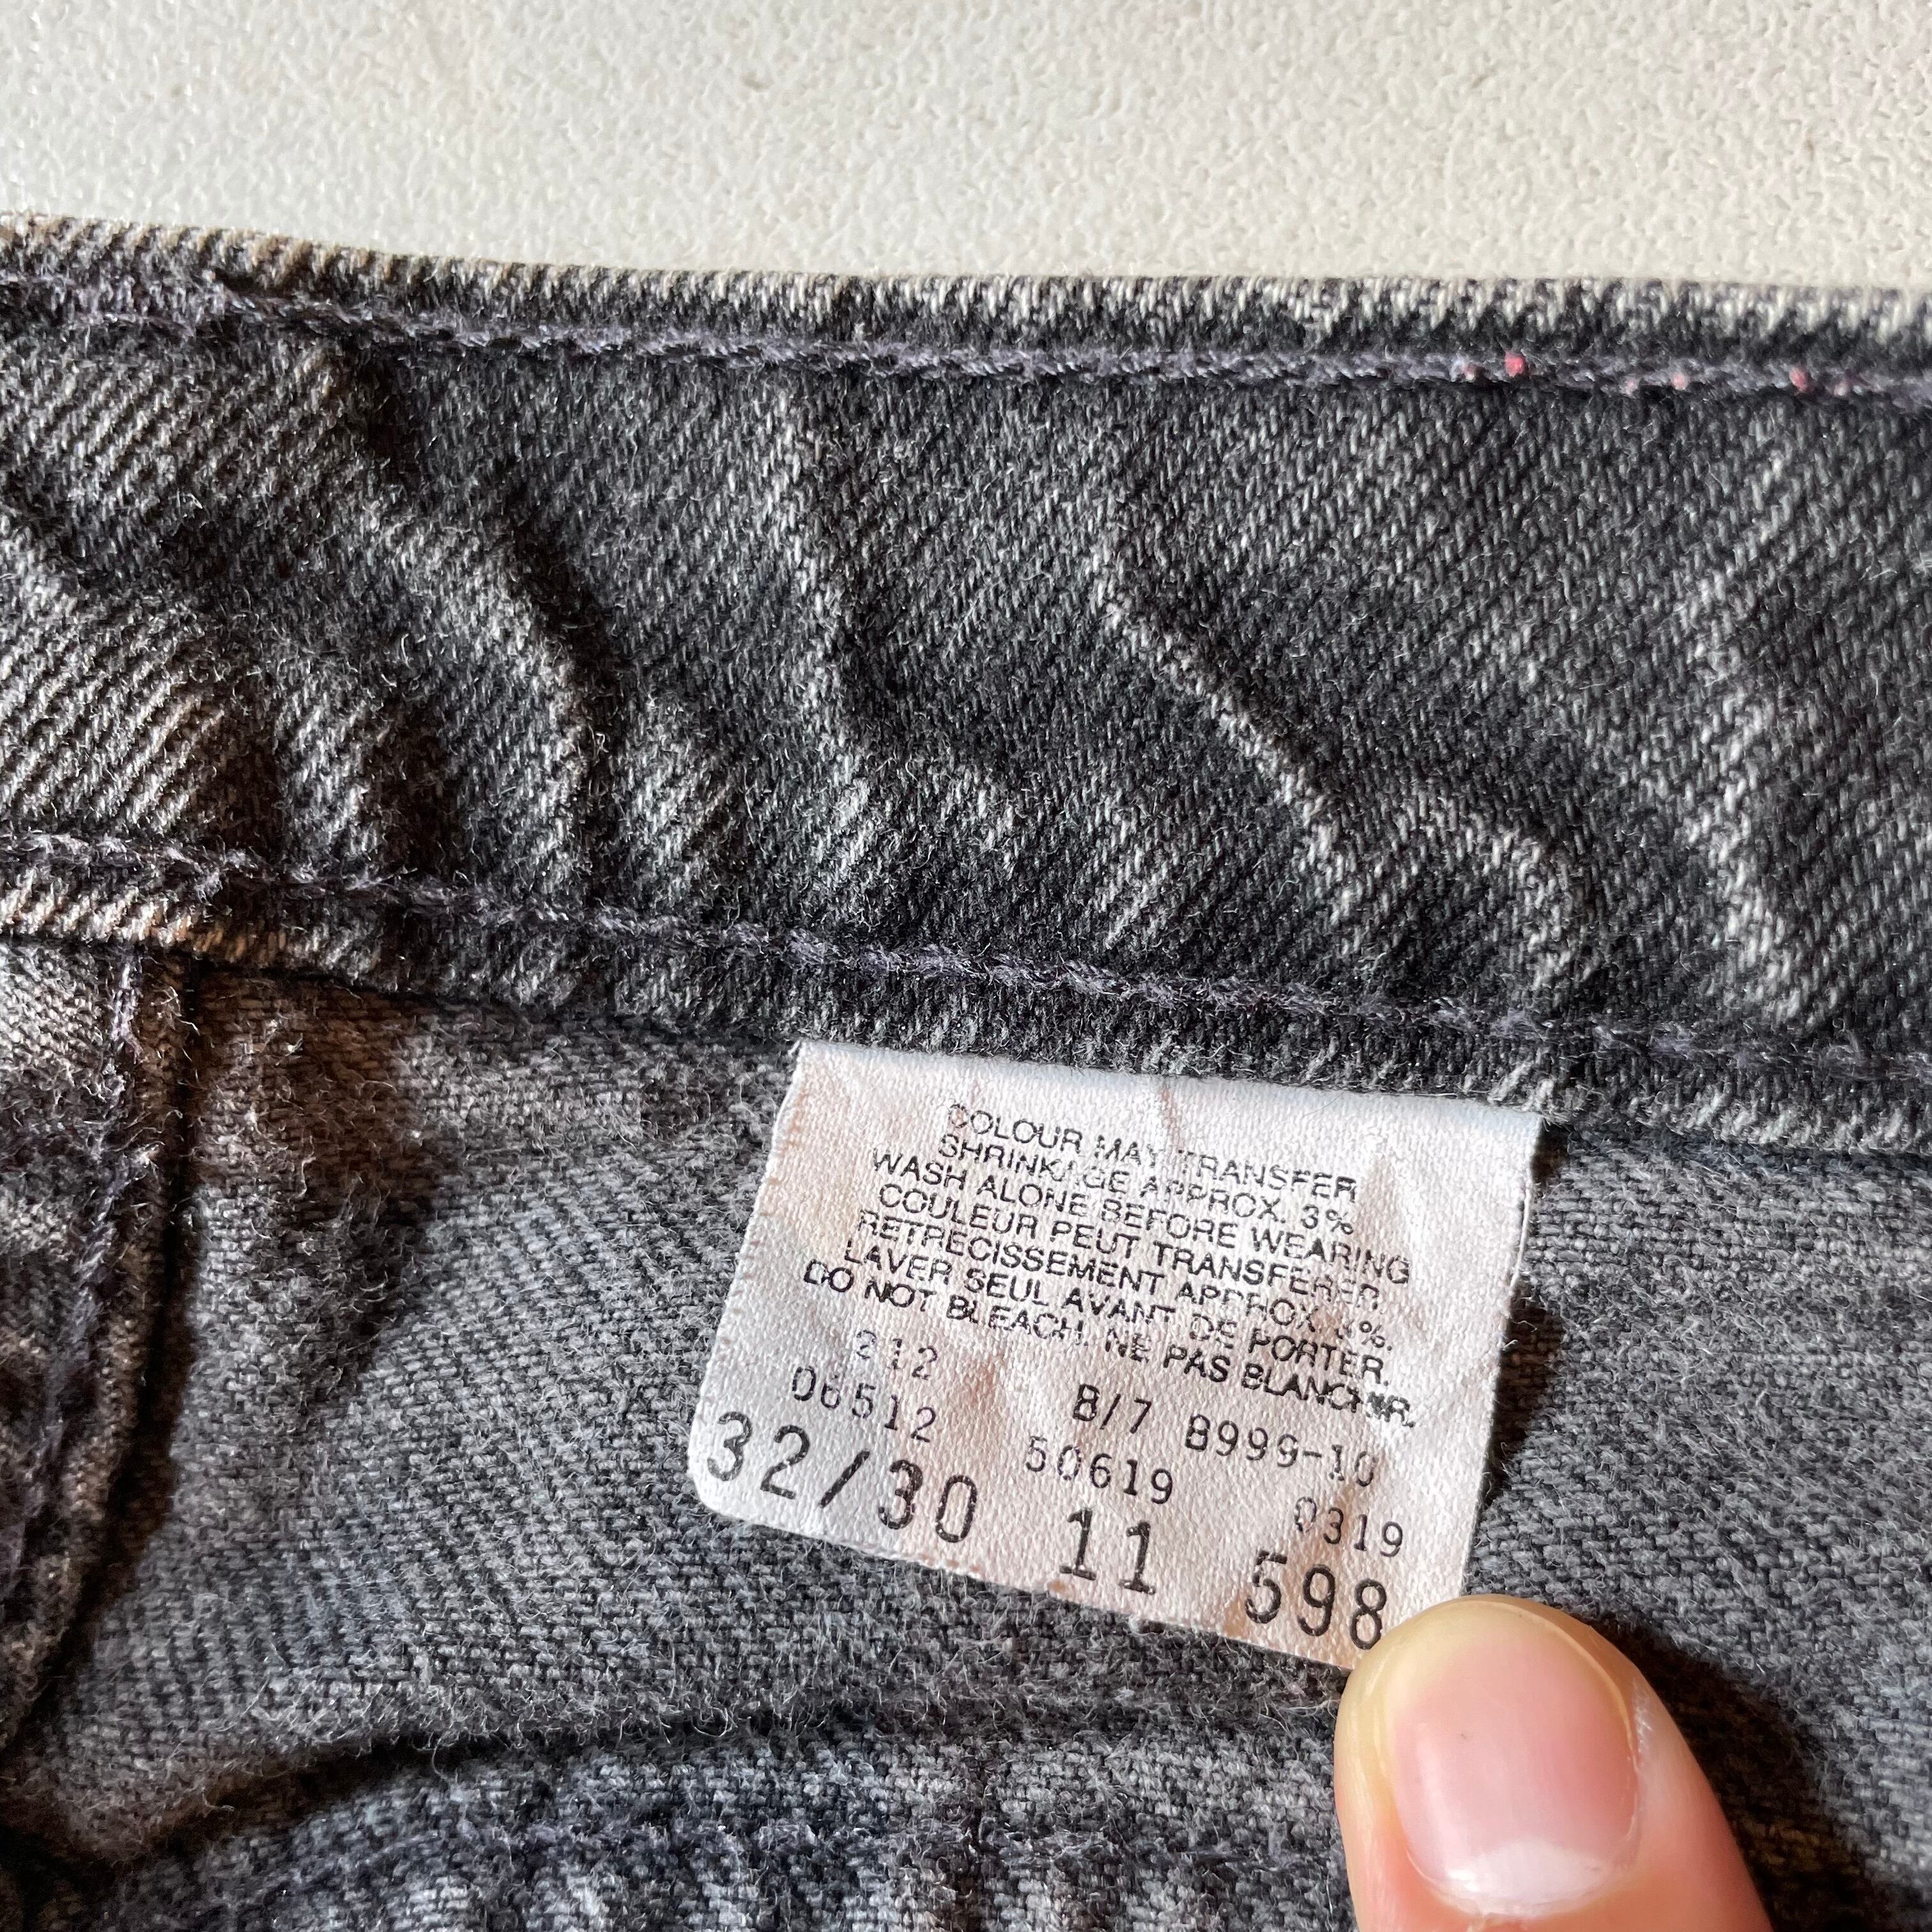 COLOUR MAY TRANSFER
SHRINKAGE APPROX. 3%
WASH ALONE BEFORE WEARING
COULEUR PEUT TRANSFERER.
RETRECISSEMENT APPROX 3%.
LAVER SEUL AVANT DE PORTER.
DO NOT BLEACH. NE PAS BLANCHIR.
212 B/7 B999-10
06512 50619 0319
32/30 11 598